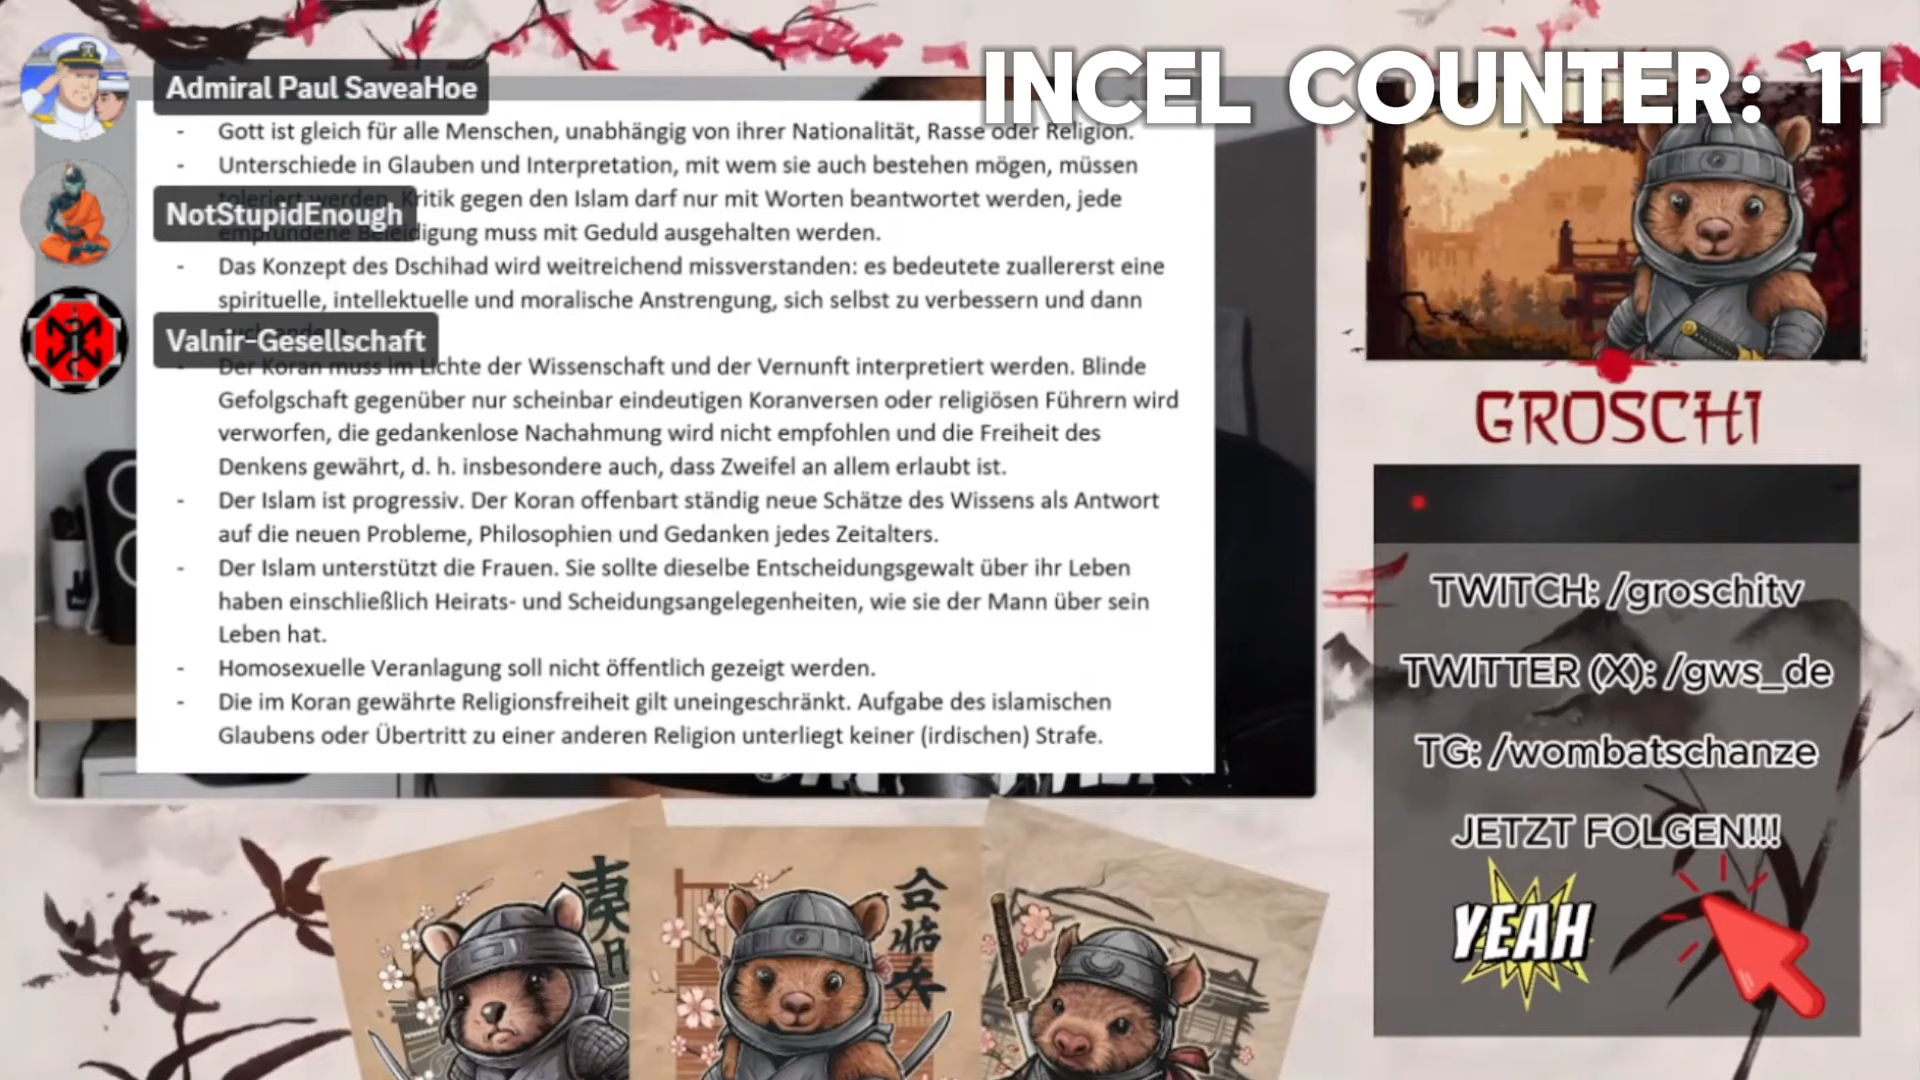 INCEL COUNTER: 11
Admiral Paul SaveaHoe
- Gott ist gleich für alle Menschen, unabhängig von ihrer Nationalität, Rasse oder Religion.
- Unterschiede in Glauben und Interpretation, mit wem sie auch bestehen mögen, müssen
toleriert werden. Kritik gegen den Islam darf nur mit Worten beantwortet werden, jede
NotStupidEnough
empfundene Beleidigung muss mit Geduld ausgehalten werden.
- Das Konzept des Dschihad wird weitreichend missverstanden: es bedeutete zuallererst eine
spirituelle, intellektuelle und moralische Anstrengung, sich selbst zu verbessern und dann
Valnir-Gesellschaft
- Der Koran muss im Lichte der Wissenschaft und der Vernunft interpretiert werden. Blinde
Gefolgschaft gegenüber nur scheinbar eindeutigen Koranversen oder religiösen Führern wird
verworfen, die gedankenlose Nachahmung wird nicht empfohlen und die Freiheit des
Denkens gewährt, d. h. insbesondere auch, dass Zweifel an allem erlaubt ist.
- Der Islam ist progressiv. Der Koran offenbart ständig neue Schätze des Wissens als Antwort
auf die neuen Probleme, Philosophien und Gedanken jedes Zeitalters.
- Der Islam unterstützt die Frauen. Sie sollte dieselbe Entscheidungsgewalt über ihr Leben
haben einschließlich Heirats- und Scheidungsangelegenheiten, wie sie der Mann über sein
Leben hat.
- Homosexuelle Veranlagung soll nicht öffentlich gezeigt werden.
- Die im Koran gewährte Religionsfreiheit gilt uneingeschränkt. Aufgabe des islamischen
Glaubens oder Übertritt zu einer anderen Religion unterliegt keiner (irdischen) Strafe.
GROSCHI
TWITCH: /groschitv
TWITTER (X): /gws_de
TG: /wombatschanze
JETZT FOLGEN!!!
YEAH